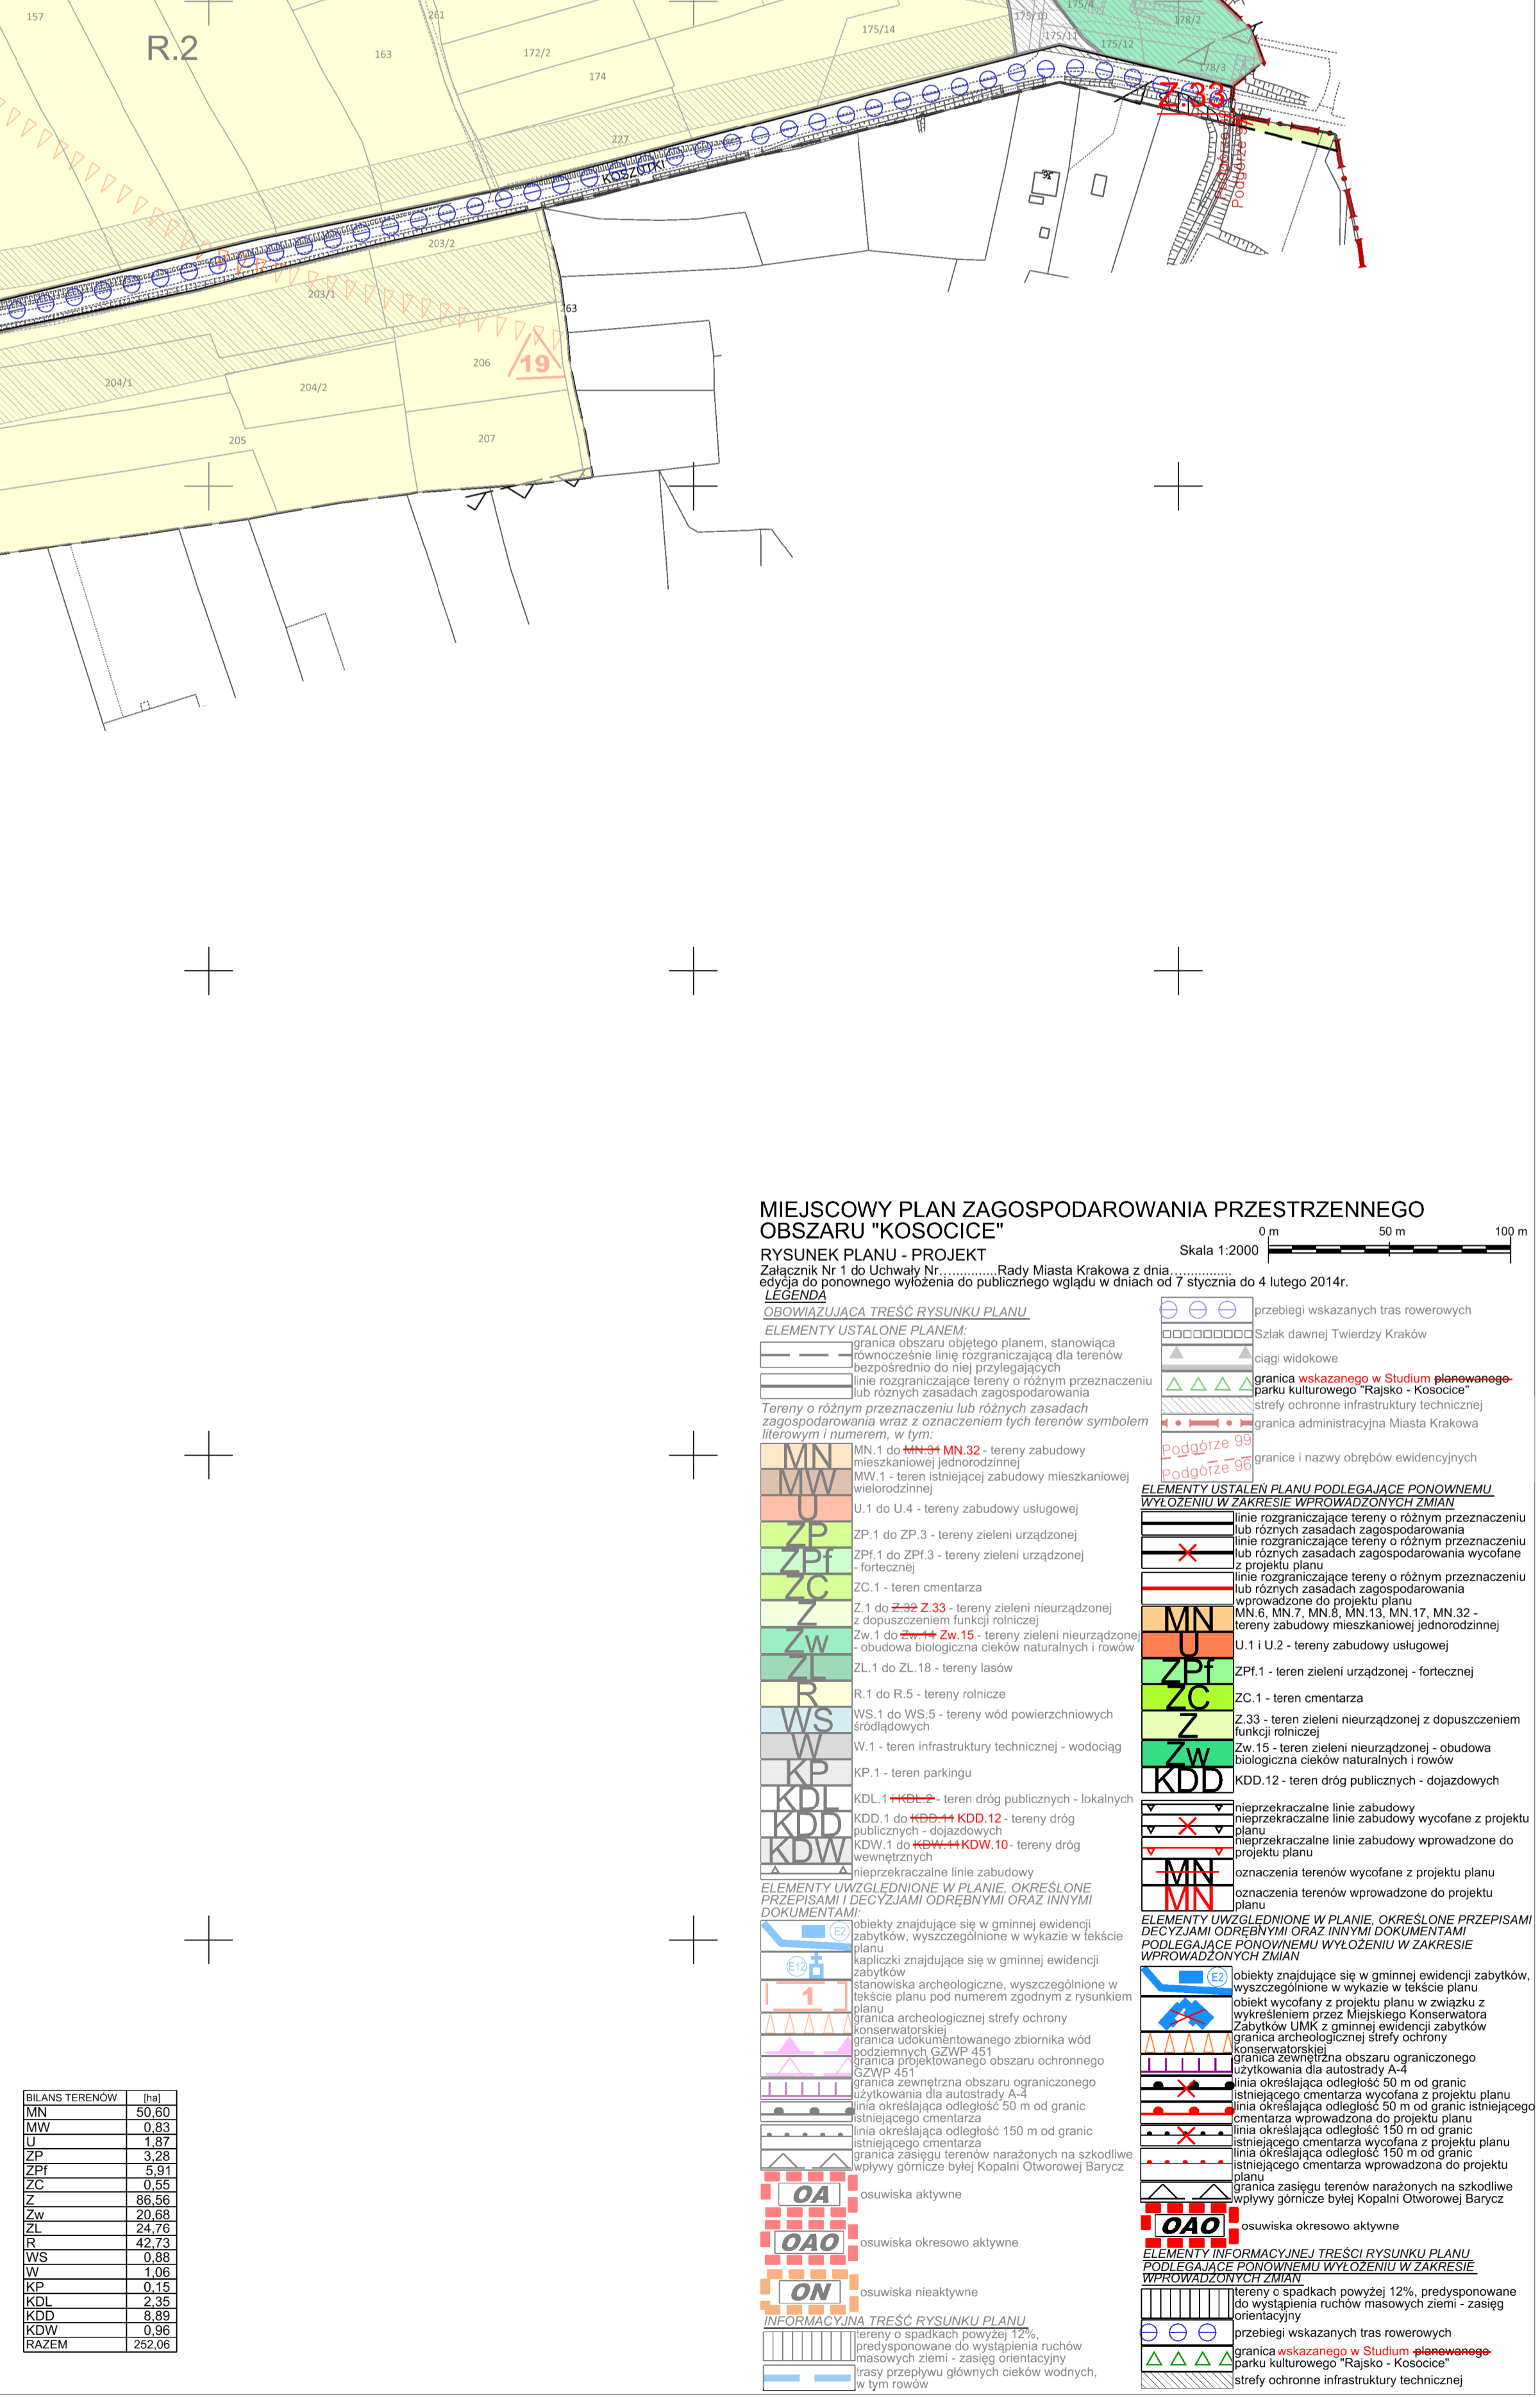 157
R.2
163
261
172/2
174
175/14
175/10
175/11
175/4
175/12
178/2
178/3
Z.33
227
KOSZUTKI
203/2
203/1
263
204/1
204/2
206
19
205
207
MIEJSCOWY PLAN ZAGOSPODAROWANIA PRZESTRZENNEGO
OBSZARU "KOSOCICE"
RYSUNEK PLANU - PROJEKT
Skala 1:2000
0 m 50 m 100 m
Załącznik Nr 1 do Uchwały Nr..............Rady Miasta Krakowa z dnia...............
edycja do ponownego wyłożenia do publicznego wglądu w dniach od 7 stycznia do 4 lutego 2014r.
LEGENDA
OBOWIĄZUJĄCA TREŚĆ RYSUNKU PLANU
ELEMENTY USTALONE PLANEM:
granica obszaru objętego planem, stanowiąca
równocześnie linię rozgraniczającą dla terenów
bezpośrednio do niej przylegających
linie rozgraniczające tereny o różnym przeznaczeniu
lub różnych zasadach zagospodarowania
Tereny o różnym przeznaczeniu lub różnych zasadach
zagospodarowania wraz z oznaczeniem tych terenów symbolem
literowym i numerem, w tym:
MN MN.1 do MN.31 MN.32 - tereny zabudowy
mieszkaniowej jednorodzinnej
MW MW.1 - teren istniejącej zabudowy mieszkaniowej
wielorodzinnej
U U.1 do U.4 - tereny zabudowy usługowej
ZP ZP.1 do ZP.3 - tereny zieleni urządzonej
ZPf ZPf.1 do ZPf.3 - tereny zieleni urządzonej
- fortecznej
ZC ZC.1 - teren cmentarza
Z Z.1 do Z.32 Z.33 - tereny zieleni nieurządzonej
z dopuszczeniem funkcji rolniczej
Zw Zw.1 do Zw.14 Zw.15 - tereny zieleni nieurządzonej
- obudowa biologiczna cieków naturalnych i rowów
ZL ZL.1 do ZL.18 - tereny lasów
R R.1 do R.5 - tereny rolnicze
WS WS.1 do WS.5 - tereny wód powierzchniowych
śródlądowych
W W.1 - teren infrastruktury technicznej - wodociąg
KP KP.1 - teren parkingu
KDL KDL.1 i KDL.2 - teren dróg publicznych - lokalnych
KDD KDD.1 do KDD.11 KDD.12 - tereny dróg
publicznych - dojazdowych
KDW KDW.1 do KDW.11 KDW.10 - tereny dróg
wewnętrznych
nieprzekraczalne linie zabudowy
ELEMENTY UWZGLĘDNIONE W PLANIE, OKREŚLONE
PRZEPISAMI I DECYZJAMI ODRĘBNYMI ORAZ INNYMI
DOKUMENTAMI:
E2 obiekty znajdujące się w gminnej ewidencji
zabytków, wyszczególnione w wykazie w tekście
planu
E12 kapliczki znajdujące się w gminnej ewidencji
zabytków
1 stanowiska archeologiczne, wyszczególnione w
tekście planu pod numerem zgodnym z rysunkiem
planu
granica archeologicznej strefy ochrony
konserwatorskiej
granica udokumentowanego zbiornika wód
podziemnych GZWP 451
granica projektowanego obszaru ochronnego
GZWP 451
granica zewnętrzna obszaru ograniczonego
użytkowania dla autostrady A-4
linia określająca odległość 50 m od granic
istniejącego cmentarza
linia określająca odległość 150 m od granic
istniejącego cmentarza
granica zasięgu terenów narażonych na szkodliwe
wpływy górnicze byłej Kopalni Otworowej Barycz
OA osuwiska aktywne
OAO osuwiska okresowo aktywne
ON osuwiska nieaktywne
INFORMACYJNA TREŚĆ RYSUNKU PLANU
tereny o spadkach powyżej 12%,
predysponowane do wystąpienia ruchów
masowych ziemi - zasięg orientacyjny
trasy przepływu głównych cieków wodnych,
w tym rowów
przebiegi wskazanych tras rowerowych
Szlak dawnej Twierdzy Kraków
ciągi widokowe
granica wskazanego w Studium planowanego
parku kulturowego "Rajsko - Kosocice"
strefy ochronne infrastruktury technicznej
granica administracyjna Miasta Krakowa
Podgórze 99
Podgórze 96
granice i nazwy obrębów ewidencyjnych
ELEMENTY USTALEŃ PLANU PODLEGAJĄCE PONOWNEMU
WYŁOŻENIU W ZAKRESIE WPROWADZONYCH ZMIAN
linie rozgraniczające tereny o różnym przeznaczeniu
lub różnych zasadach zagospodarowania
linie rozgraniczające tereny o różnym przeznaczeniu
lub różnych zasadach zagospodarowania wycofane
z projektu planu
linie rozgraniczające tereny o różnym przeznaczeniu
lub różnych zasadach zagospodarowania
wprowadzone do projektu planu
MN MN.6, MN.7, MN.8, MN.13, MN.17, MN.32 -
tereny zabudowy mieszkaniowej jednorodzinnej
U U.1 i U.2 - tereny zabudowy usługowej
ZPf ZPf.1 - teren zieleni urządzonej - fortecznej
ZC ZC.1 - teren cmentarza
Z Z.33 - teren zieleni nieurządzonej z dopuszczeniem
funkcji rolniczej
Zw Zw.15 - teren zieleni nieurządzonej - obudowa
biologiczna cieków naturalnych i rowów
KDD KDD.12 - teren dróg publicznych - dojazdowych
nieprzekraczalne linie zabudowy
nieprzekraczalne linie zabudowy wycofane z projektu
planu
nieprzekraczalne linie zabudowy wprowadzone do
projektu planu
MN oznaczenia terenów wycofane z projektu planu
MN oznaczenia terenów wprowadzone do projektu
planu
ELEMENTY UWZGLĘDNIONE W PLANIE, OKREŚLONE PRZEPISAMI
DECYZJAMI ODRĘBNYMI ORAZ INNYMI DOKUMENTAMI
PODLEGAJĄCE PONOWNEMU WYŁOŻENIU W ZAKRESIE
WPROWADZONYCH ZMIAN
E2 obiekty znajdujące się w gminnej ewidencji zabytków,
wyszczególnione w wykazie w tekście planu
obiekt wycofany z projektu planu w związku z
wykreśleniem przez Miejskiego Konserwatora
Zabytków UMK z gminnej ewidencji zabytków
granica archeologicznej strefy ochrony
konserwatorskiej
granica zewnętrzna obszaru ograniczonego
użytkowania dla autostrady A-4
linia określająca odległość 50 m od granic
istniejącego cmentarza wycofana z projektu planu
linia określająca odległość 50 m od granic istniejącego
cmentarza wprowadzona do projektu planu
linia określająca odległość 150 m od granic
istniejącego cmentarza wycofana z projektu planu
linia określająca odległość 150 m od granic
istniejącego cmentarza wprowadzona do projektu
planu
granica zasięgu terenów narażonych na szkodliwe
wpływy górnicze byłej Kopalni Otworowej Barycz
OAO osuwiska okresowo aktywne
ELEMENTY INFORMACYJNEJ TREŚCI RYSUNKU PLANU
PODLEGAJĄCE PONOWNEMU WYŁOŻENIU W ZAKRESIE
WPROWADZONYCH ZMIAN
tereny o spadkach powyżej 12%, predysponowane
do wystąpienia ruchów masowych ziemi - zasięg
orientacyjny
przebiegi wskazanych tras rowerowych
granica wskazanego w Studium planowanego
parku kulturowego "Rajsko - Kosocice"
strefy ochronne infrastruktury technicznej
BILANS TERENÓW [ha]
MN 50,60
MW 0,83
U 1,87
ZP 3,28
ZPf 5,91
ZC 0,55
Z 86,56
Zw 20,68
ZL 24,76
R 42,73
WS 0,88
W 1,06
KP 0,15
KDL 2,35
KDD 8,89
KDW 0,96
RAZEM 252,06